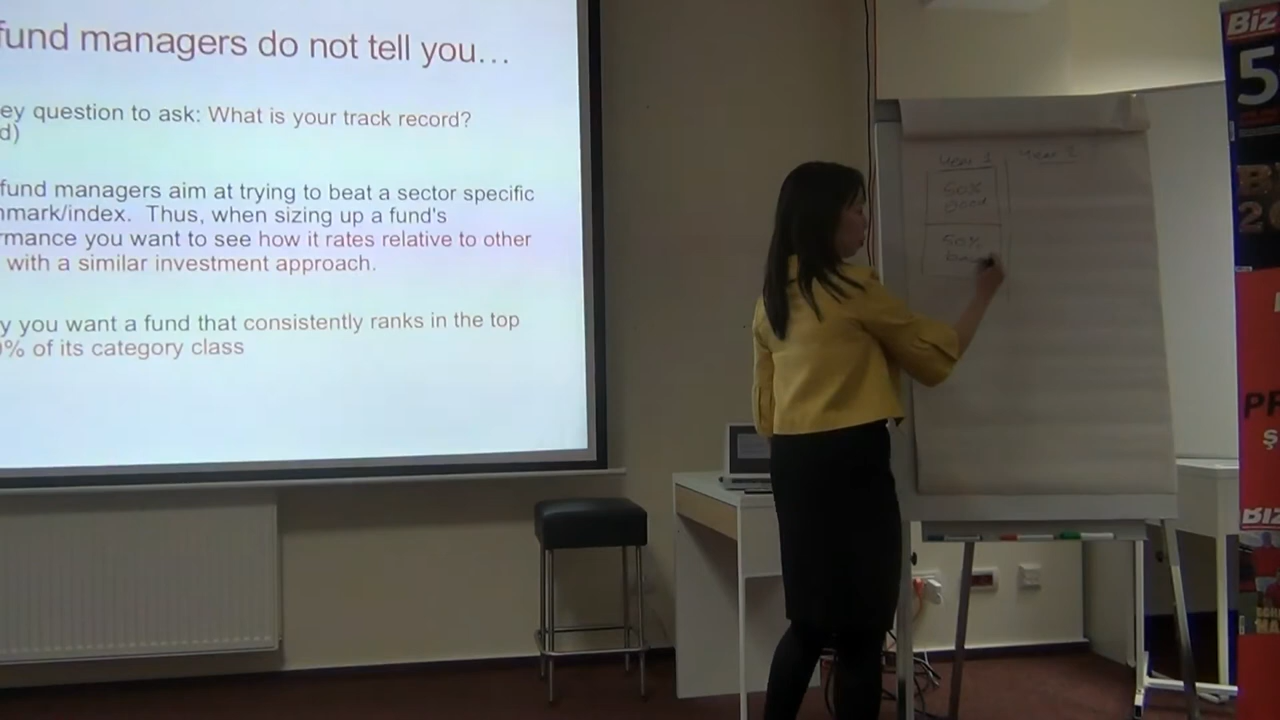 fund managers do not tell you...
ey question to ask: What is your track record?
d)
fund managers aim at trying to beat a sector specific
hmark/index. Thus, when sizing up a fund's
rmance you want to see how it rates relative to other
with a similar investment approach.
y you want a fund that consistently ranks in the top
0% of its category class
Year 1 Year 2
50%
good
50%
Biz
5